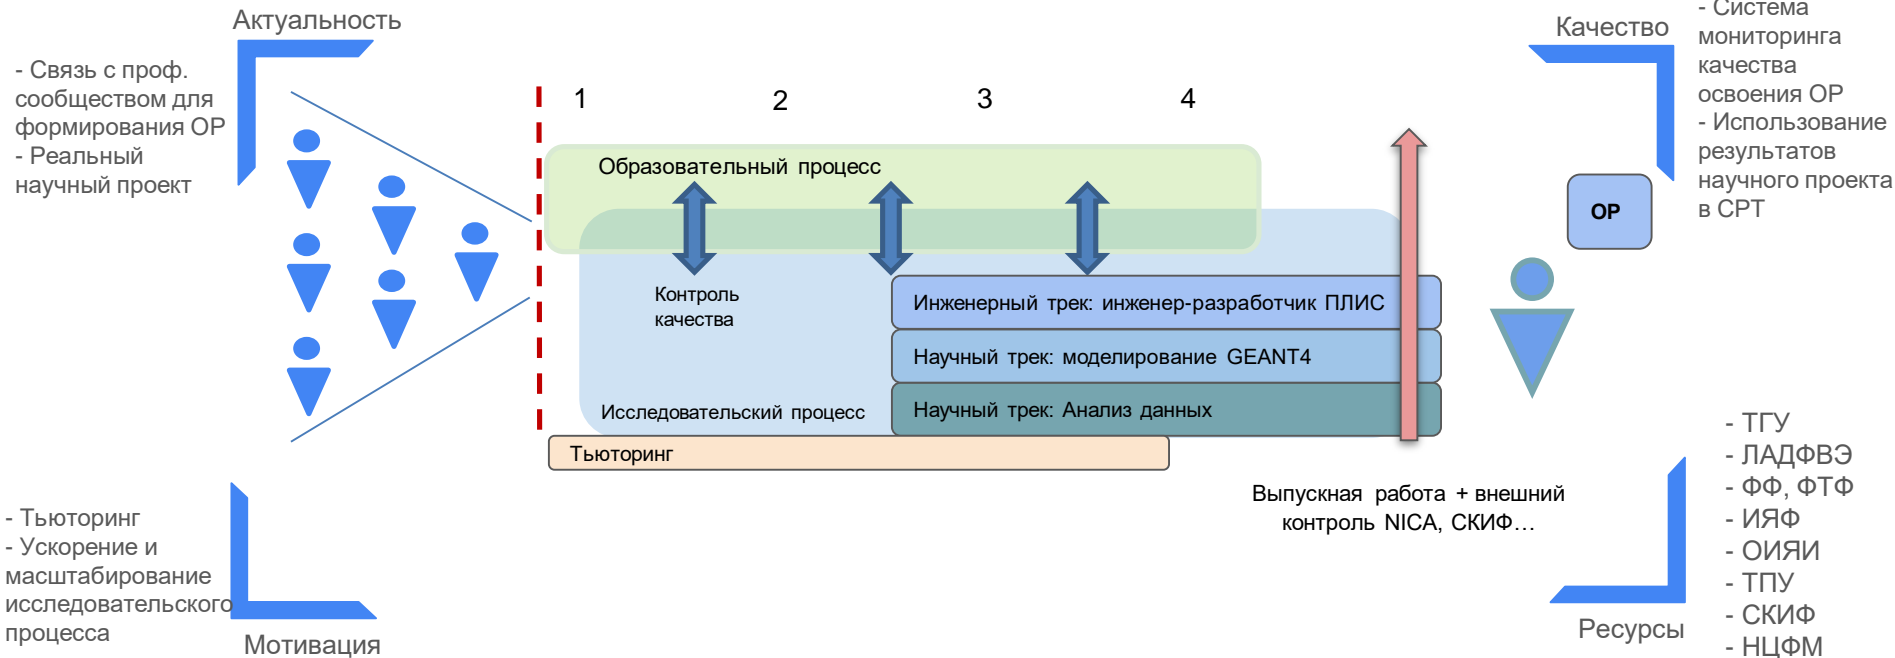 Актуальность
- Связь с проф.
сообществом для
формирования ОР
- Реальный
научный проект
1
2
3
4
Качество
- Система
мониторинга
качества
освоения ОР
- Использование
результатов
научного проекта
в СРТ
ОР
Образовательный процесс
Контроль
качества
Инженерный трек: инженер-разработчик ПЛИС
Научный трек: моделирование GEANT4
Исследовательский процесс
Научный трек: Анализ данных
Тьюторинг
Выпускная работа + внешний
контроль NICA, СКИФ…
- Тьюторинг
- Ускорение и
масштабирование
исследовательского
процесса
Мотивация
Ресурсы
- ТГУ
- ЛАДФВЭ
- ФФ, ФТФ
- ИЯФ
- ОИЯИ
- ТПУ
- СКИФ
- НЦФМ